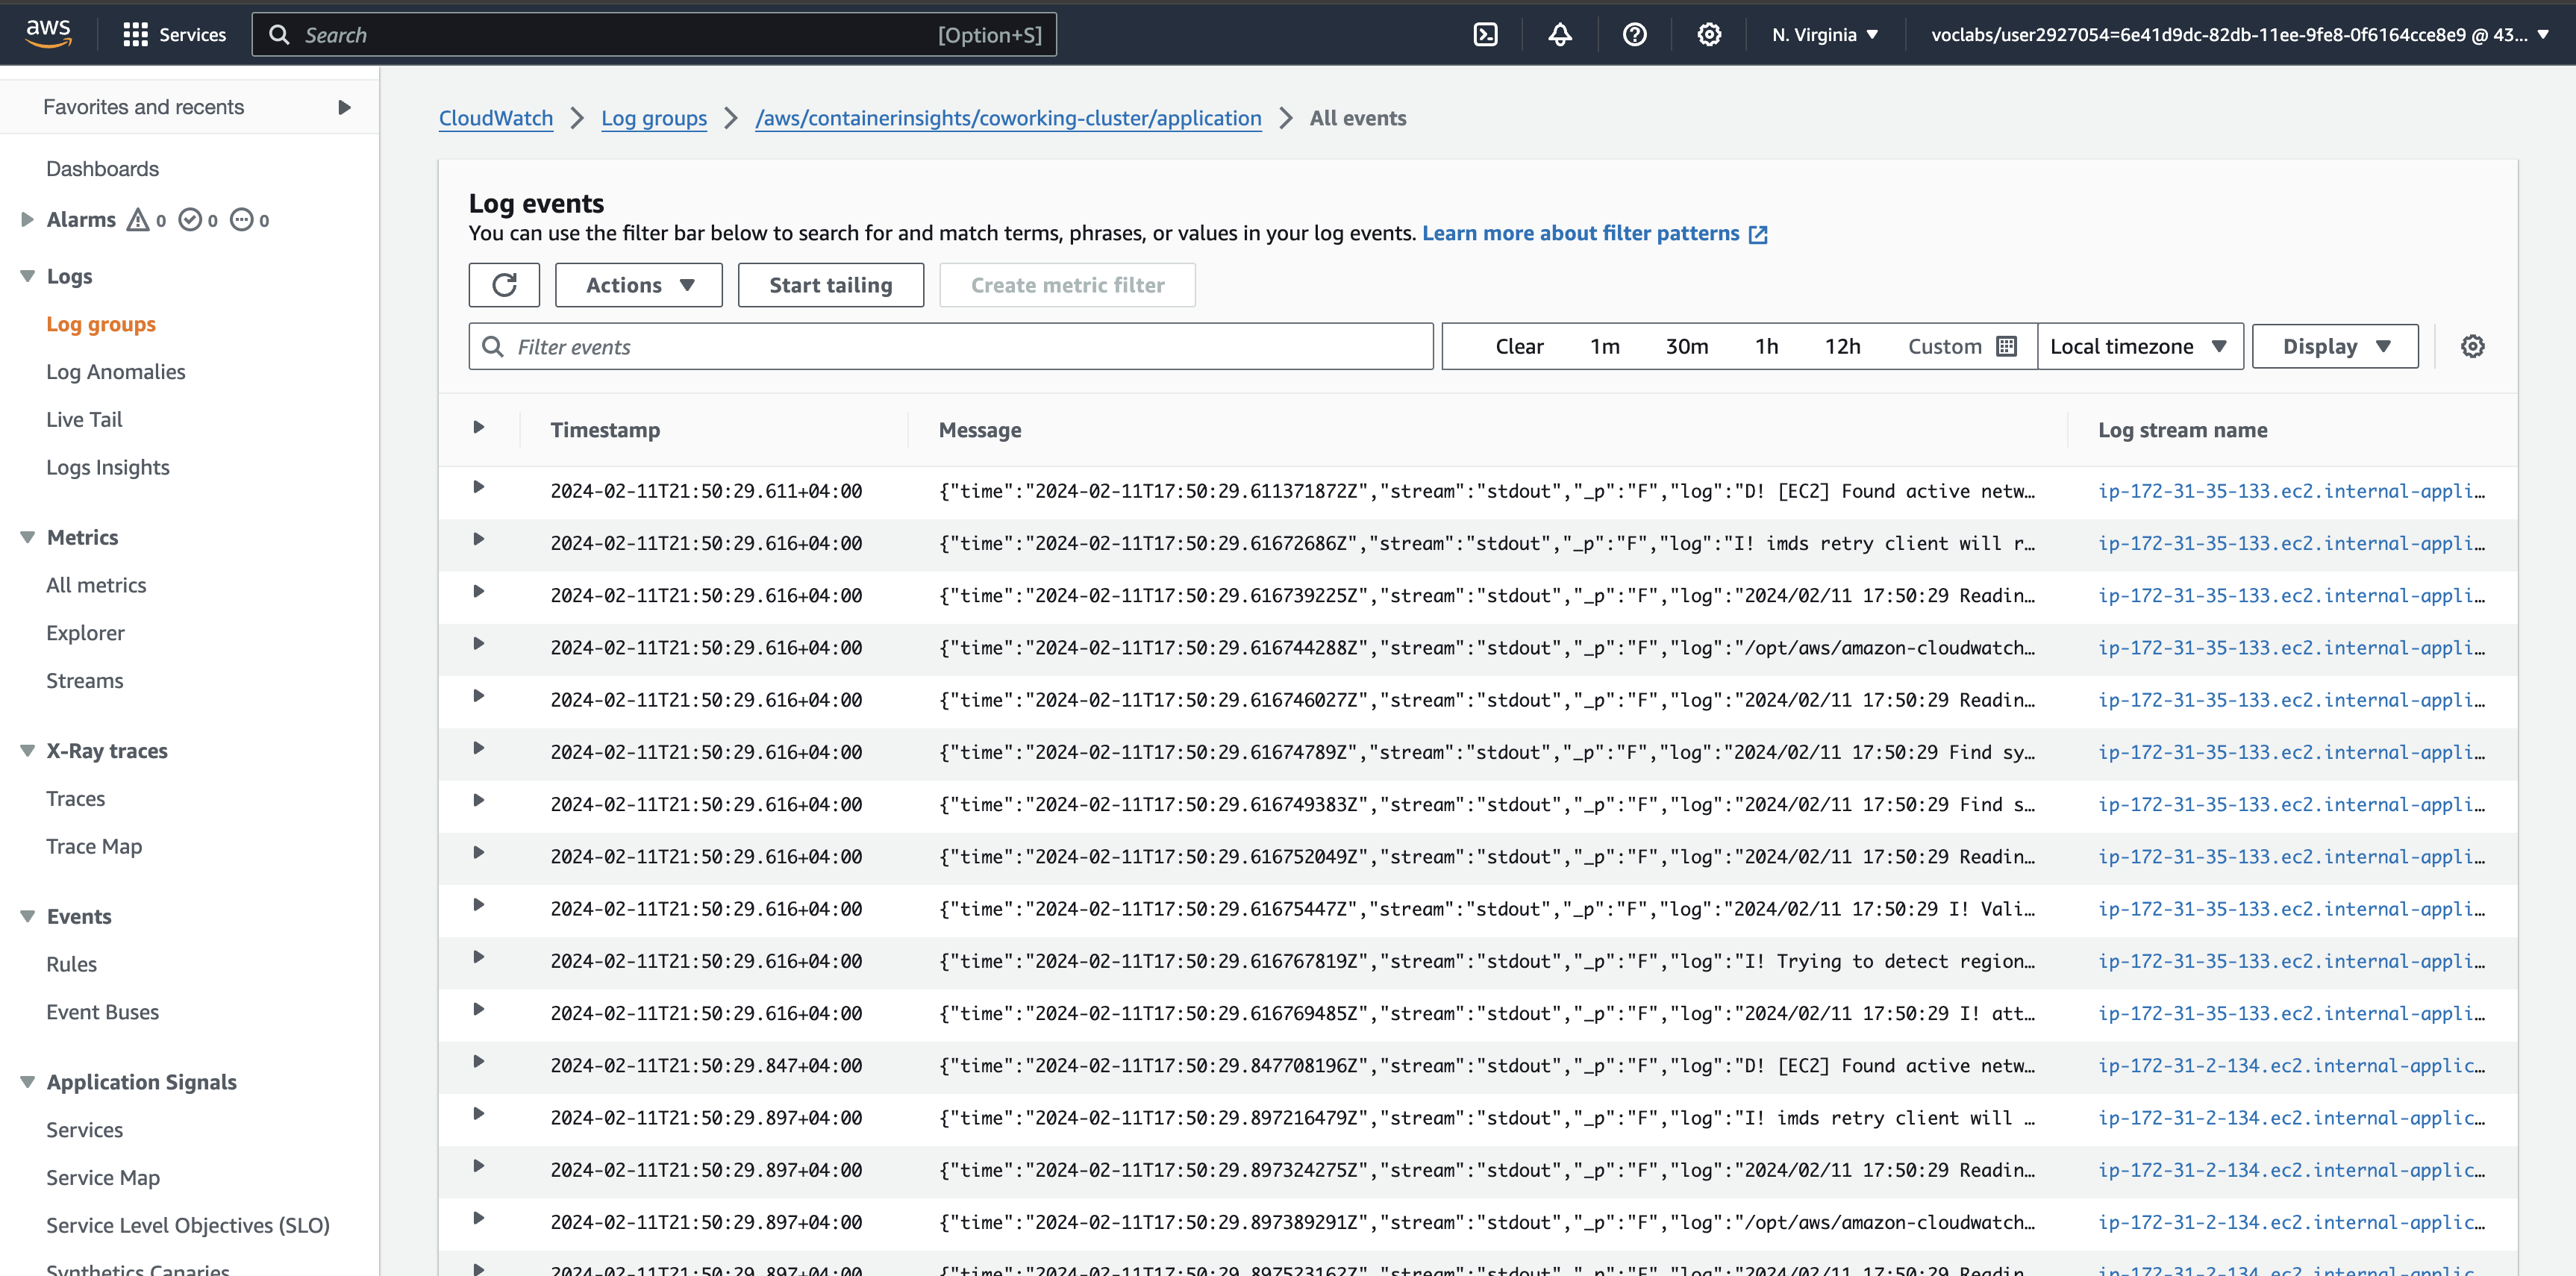 aws Services Search [Option+S] N. Virginia voclabs/user2927054=6e41d9dc-82db-11ee-9fe8-0f6164cce8e9 @ 43...
Favorites and recents
Dashboards
Alarms 0 0 0
Logs
Log groups
Log Anomalies
Live Tail
Logs Insights
Metrics
All metrics
Explorer
Streams
X-Ray traces
Traces
Trace Map
Events
Rules
Event Buses
Application Signals
Services
Service Map
Service Level Objectives (SLO)
Synthetics Canaries
CloudWatch Log groups /aws/containerinsights/coworking-cluster/application All events
Log events
You can use the filter bar below to search for and match terms, phrases, or values in your log events. Learn more about filter patterns
Actions Start tailing Create metric filter
Filter events Clear 1m 30m 1h 12h Custom Local timezone Display
Timestamp Message Log stream name
2024-02-11T21:50:29.611+04:00 {"time":"2024-02-11T17:50:29.611371872Z","stream":"stdout","_p":"F","log":"D! [EC2] Found active netw… ip-172-31-35-133.ec2.internal-appli…
2024-02-11T21:50:29.616+04:00 {"time":"2024-02-11T17:50:29.61672686Z","stream":"stdout","_p":"F","log":"I! imds retry client will r… ip-172-31-35-133.ec2.internal-appli…
2024-02-11T21:50:29.616+04:00 {"time":"2024-02-11T17:50:29.616739225Z","stream":"stdout","_p":"F","log":"2024/02/11 17:50:29 Readin… ip-172-31-35-133.ec2.internal-appli…
2024-02-11T21:50:29.616+04:00 {"time":"2024-02-11T17:50:29.616744288Z","stream":"stdout","_p":"F","log":"/opt/aws/amazon-cloudwatch… ip-172-31-35-133.ec2.internal-appli…
2024-02-11T21:50:29.616+04:00 {"time":"2024-02-11T17:50:29.616746027Z","stream":"stdout","_p":"F","log":"2024/02/11 17:50:29 Readin… ip-172-31-35-133.ec2.internal-appli…
2024-02-11T21:50:29.616+04:00 {"time":"2024-02-11T17:50:29.61674789Z","stream":"stdout","_p":"F","log":"2024/02/11 17:50:29 Find sy… ip-172-31-35-133.ec2.internal-appli…
2024-02-11T21:50:29.616+04:00 {"time":"2024-02-11T17:50:29.616749383Z","stream":"stdout","_p":"F","log":"2024/02/11 17:50:29 Find s… ip-172-31-35-133.ec2.internal-appli…
2024-02-11T21:50:29.616+04:00 {"time":"2024-02-11T17:50:29.616752049Z","stream":"stdout","_p":"F","log":"2024/02/11 17:50:29 Readin… ip-172-31-35-133.ec2.internal-appli…
2024-02-11T21:50:29.616+04:00 {"time":"2024-02-11T17:50:29.61675447Z","stream":"stdout","_p":"F","log":"2024/02/11 17:50:29 I! Vali… ip-172-31-35-133.ec2.internal-appli…
2024-02-11T21:50:29.616+04:00 {"time":"2024-02-11T17:50:29.616767819Z","stream":"stdout","_p":"F","log":"I! Trying to detect region… ip-172-31-35-133.ec2.internal-appli…
2024-02-11T21:50:29.616+04:00 {"time":"2024-02-11T17:50:29.616769485Z","stream":"stdout","_p":"F","log":"2024/02/11 17:50:29 I! att… ip-172-31-35-133.ec2.internal-appli…
2024-02-11T21:50:29.847+04:00 {"time":"2024-02-11T17:50:29.847708196Z","stream":"stdout","_p":"F","log":"D! [EC2] Found active netw… ip-172-31-2-134.ec2.internal-applic…
2024-02-11T21:50:29.897+04:00 {"time":"2024-02-11T17:50:29.897216479Z","stream":"stdout","_p":"F","log":"I! imds retry client will … ip-172-31-2-134.ec2.internal-applic…
2024-02-11T21:50:29.897+04:00 {"time":"2024-02-11T17:50:29.897324275Z","stream":"stdout","_p":"F","log":"2024/02/11 17:50:29 Readin… ip-172-31-2-134.ec2.internal-applic…
2024-02-11T21:50:29.897+04:00 {"time":"2024-02-11T17:50:29.897389291Z","stream":"stdout","_p":"F","log":"/opt/aws/amazon-cloudwatch… ip-172-31-2-134.ec2.internal-applic…
2024-02-11T21:50:29.897+04:00 {"time":"2024-02-11T17:50:29.897523162Z","stream":"stdout","_p":"F","log":"2024/02/11 17:50:29 Readin… ip-172-31-2-134.ec2.internal-applic…